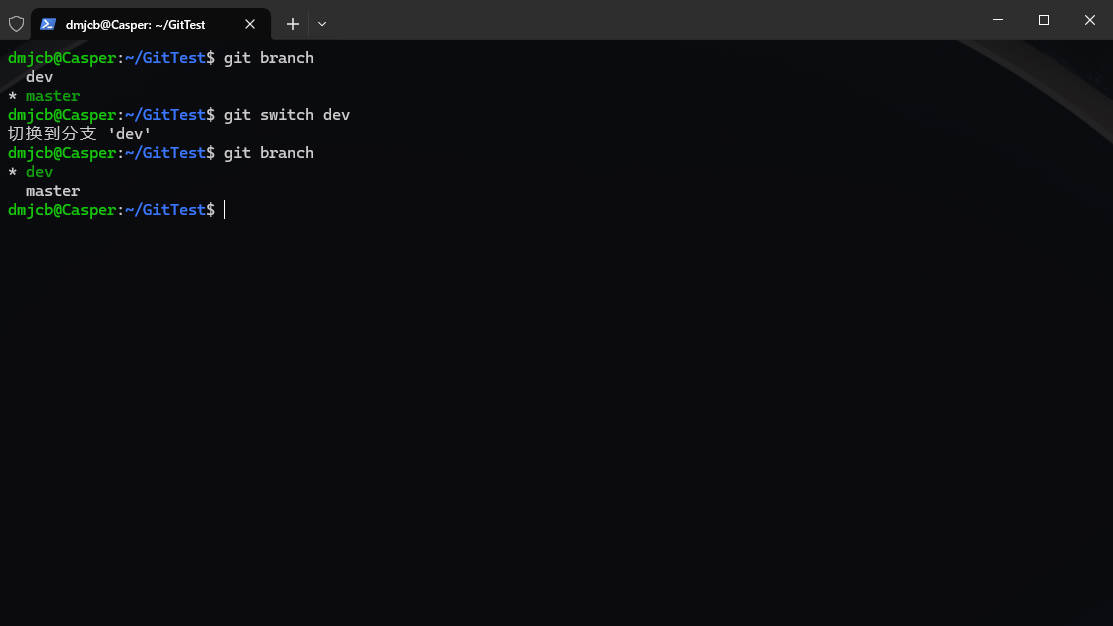 dmjcb@Casper: ~/GitTest
dmjcb@Casper:~/GitTest$ git branch
  dev
* master
dmjcb@Casper:~/GitTest$ git switch dev
切换到分支 'dev'
dmjcb@Casper:~/GitTest$ git branch
* dev
  master
dmjcb@Casper:~/GitTest$